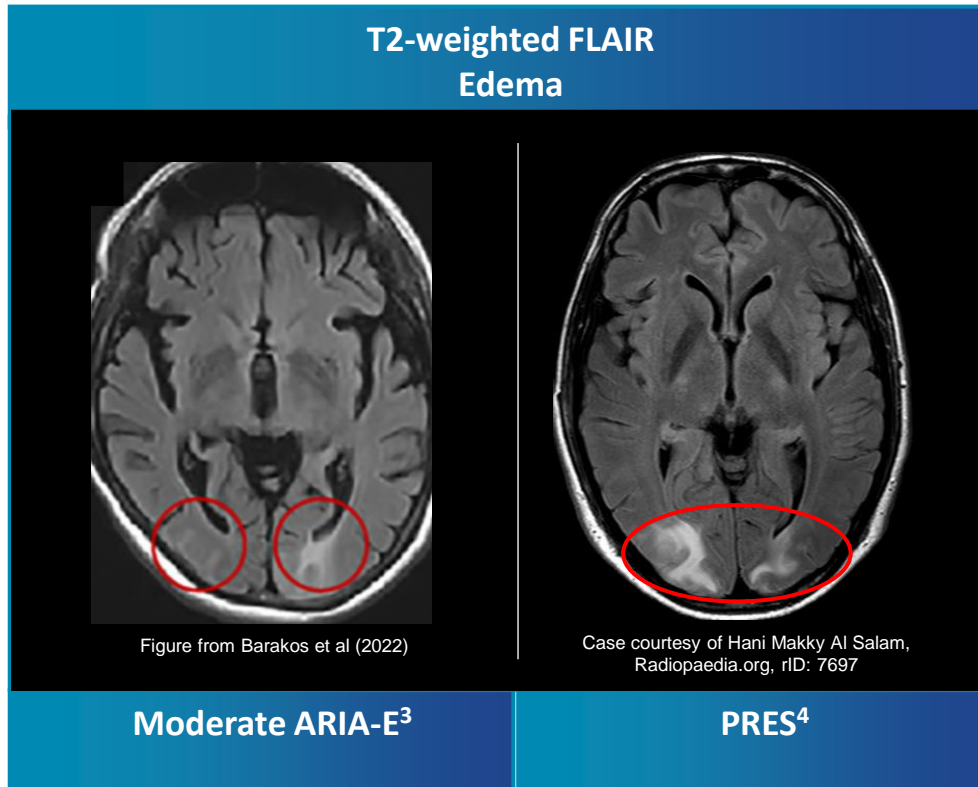 T2-weighted FLAIR
Edema
Figure from Barakos et al (2022)
Case courtesy of Hani Makky Al Salam,
Radiopaedia.org, rID: 7697
Moderate ARIA-E³
PRES⁴